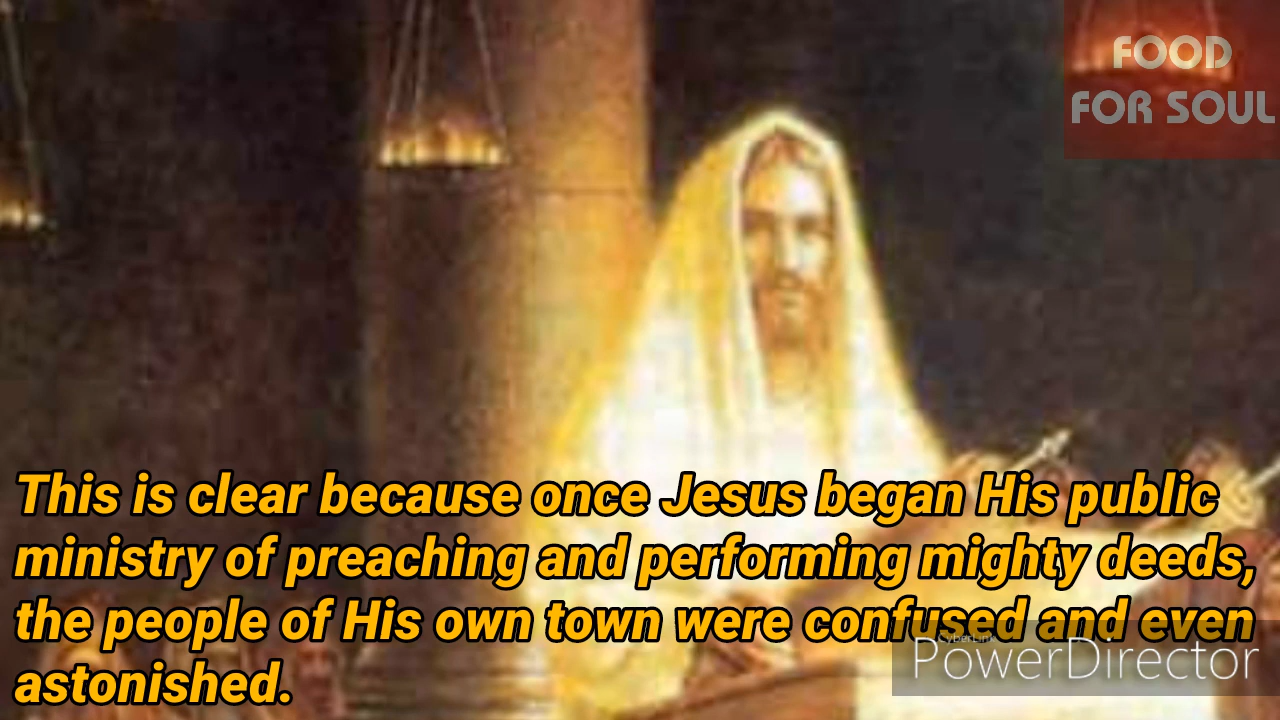 FOOD
FOR SOUL
This is clear because once Jesus began His public
ministry of preaching and performing mighty deeds,
the people of His own town were confused and even
astonished.
CyberLink
PowerDirector